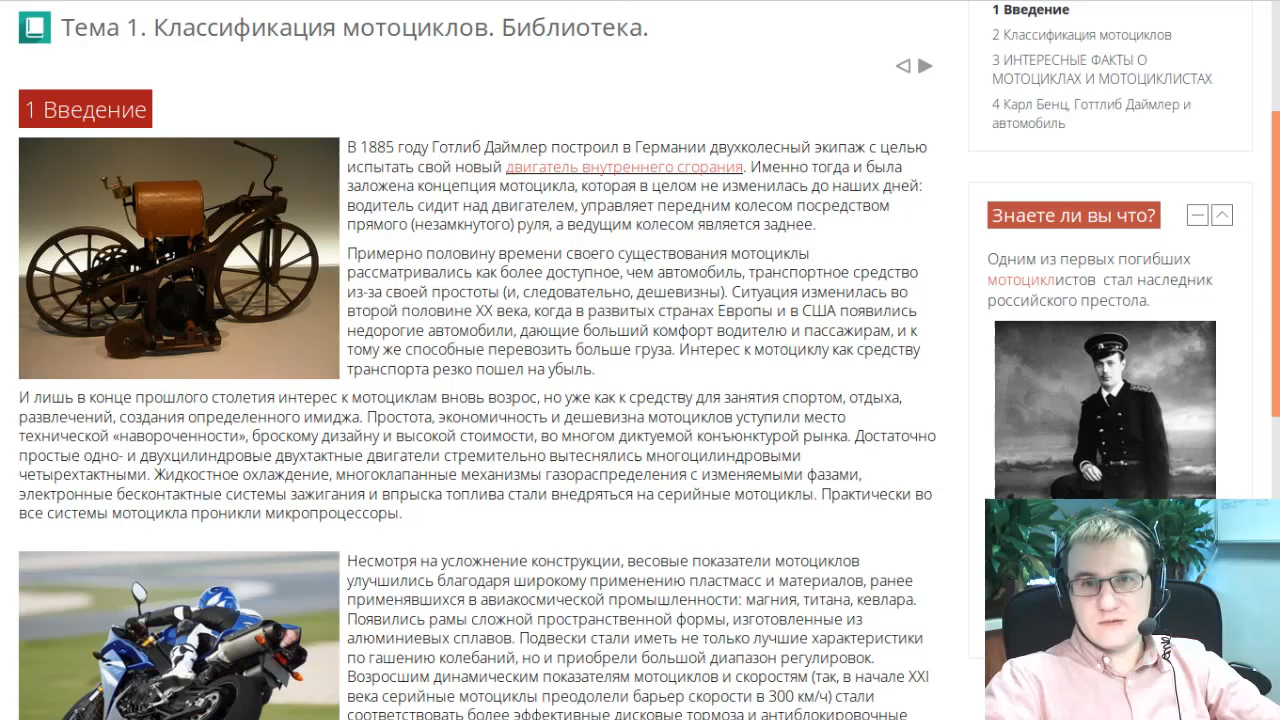 Тема 1. Классификация мотоциклов. Библиотека.
1 Введение
В 1885 году Готлиб Даймлер построил в Германии двухколесный экипаж с целью
испытать свой новый двигатель внутреннего сгорания. Именно тогда и была
заложена концепция мотоцикла, которая в целом не изменилась до наших дней:
водитель сидит над двигателем, управляет передним колесом посредством
прямого (незамкнутого) руля, а ведущим колесом является заднее.
Примерно половину времени своего существования мотоциклы
рассматривались как более доступное, чем автомобиль, транспортное средство
из-за своей простоты (и, следовательно, дешевизны). Ситуация изменилась во
второй половине XX века, когда в развитых странах Европы и в США появились
недорогие автомобили, дающие больший комфорт водителю и пассажирам, и к
тому же способные перевозить больше груза. Интерес к мотоциклу как средству
транспорта резко пошел на убыль.
И лишь в конце прошлого столетия интерес к мотоциклам вновь возрос, но уже как к средству для занятия спортом, отдыха,
развлечений, создания определенного имиджа. Простота, экономичность и дешевизна мотоциклов уступили место
технической «навороченности», броскому дизайну и высокой стоимости, во многом диктуемой конъюнктурой рынка. Достаточно
простые одно- и двухцилиндровые двухтактные двигатели стремительно вытеснялись многоцилиндровыми
четырехтактными. Жидкостное охлаждение, многоклапанные механизмы газораспределения с изменяемыми фазами,
электронные бесконтактные системы зажигания и впрыска топлива стали внедряться на серийные мотоциклы. Практически во
все системы мотоцикла проникли микропроцессоры.
Несмотря на усложнение конструкции, весовые показатели мотоциклов
улучшились благодаря широкому применению пластмасс и материалов, ранее
применявшихся в авиакосмической промышленности: магния, титана, кевлара.
Появились рамы сложной пространственной формы, изготовленные из
алюминиевых сплавов. Подвески стали иметь не только лучшие характеристики
по гашению колебаний, но и приобрели большой диапазон регулировок.
Возросшим динамическим показателям мотоциклов и скоростям (так, в начале XXI
века серийные мотоциклы преодолели барьер скорости в 300 км/ч) стали
соответствовать более эффективные дисковые тормоза и антиблокировочные
1 Введение
2 Классификация мотоциклов
3 ИНТЕРЕСНЫЕ ФАКТЫ О
МОТОЦИКЛАХ И МОТОЦИКЛИСТАХ
4 Карл Бенц, Готтлиб Даймлер и
автомобиль
Знаете ли вы что?
Одним из первых погибших
мотоциклистов стал наследник
российского престола.